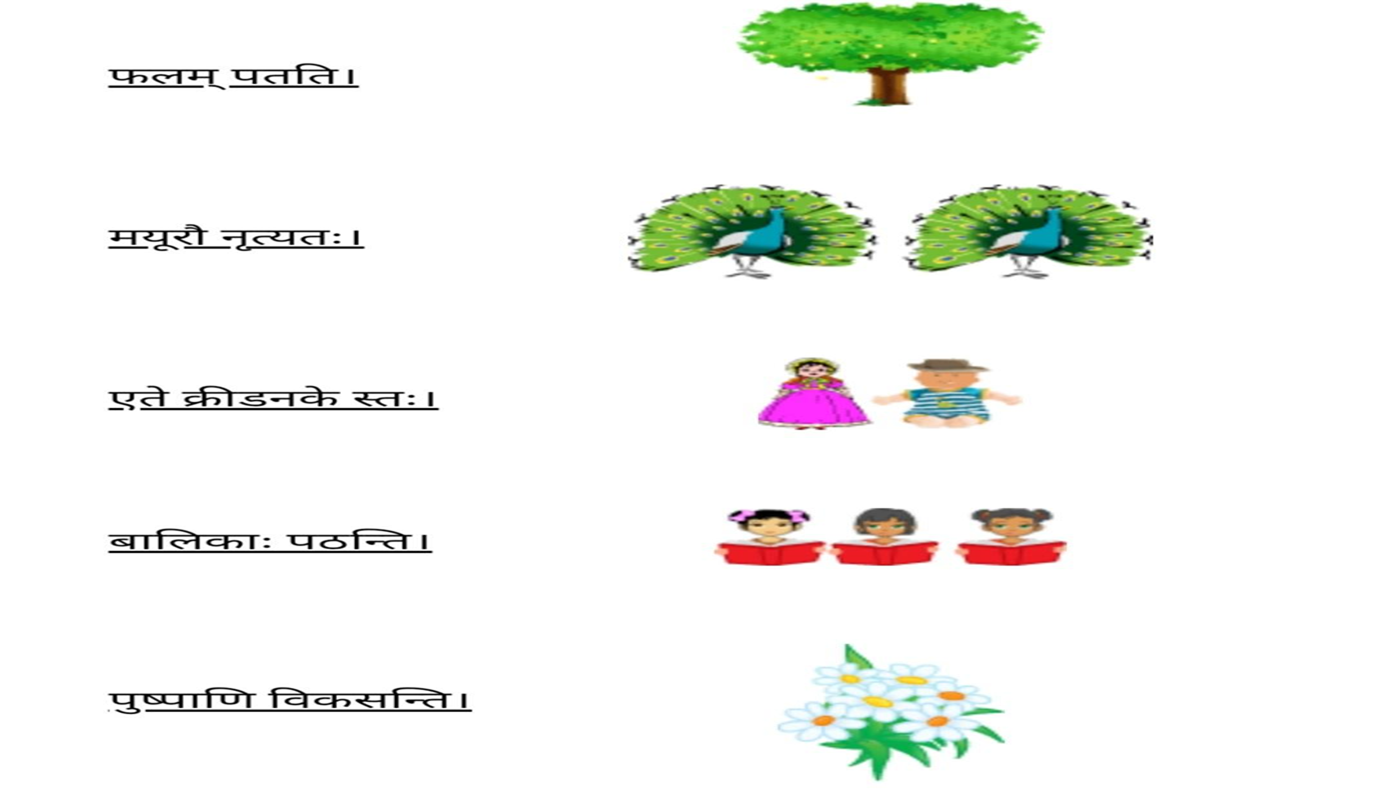 फलम् पतति।
मयूरौ नृत्यतः।
एते क्रीडनके स्तः।
बालिकाः पठन्ति।
पुष्पाणि विकसन्ति।